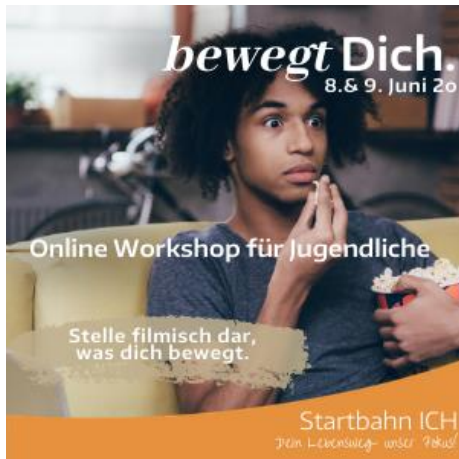 bewegt Dich.
8.& 9. Juni 20
Online Workshop für Jugendliche
Stelle filmisch dar,
was dich bewegt.
Startbahn ICH
Dein Lebensweg - unser Fokus!